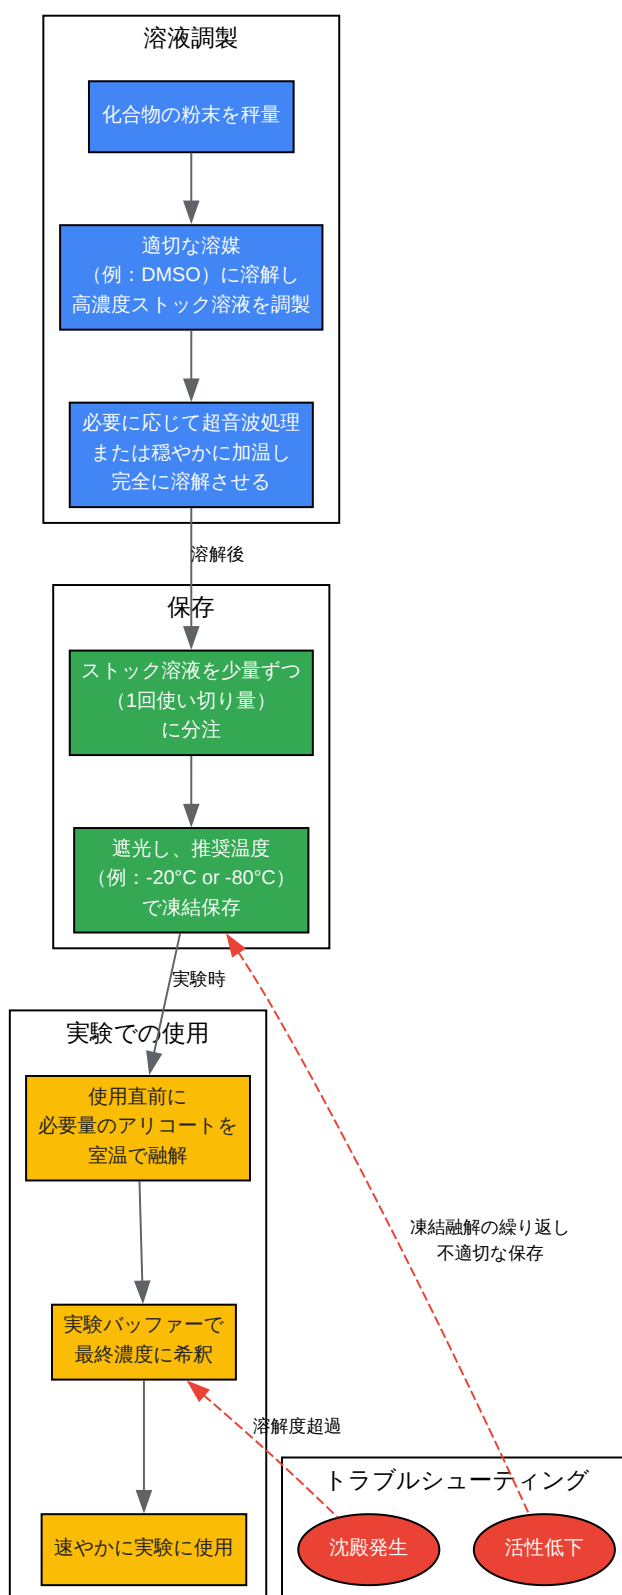 溶液調製
化合物の粉末を秤量
適切な溶媒
（例：DMSO）に溶解し
高濃度ストック溶液を調製
必要に応じて超音波処理
または穏やかに加温し
完全に溶解させる
溶解後
保存
ストック溶液を少量ずつ
（1回使い切り量）
に分注
遮光し、推奨温度
（例：-20°C or -80°C）
で凍結保存
実験時
実験での使用
使用直前に
必要量のアリコートを
室温で融解
凍結融解の繰り返し
不適切な保存
実験バッファーで
最終濃度に希釈
溶解度超過
トラブルシューティング
速やかに実験に使用
沈殿発生
活性低下